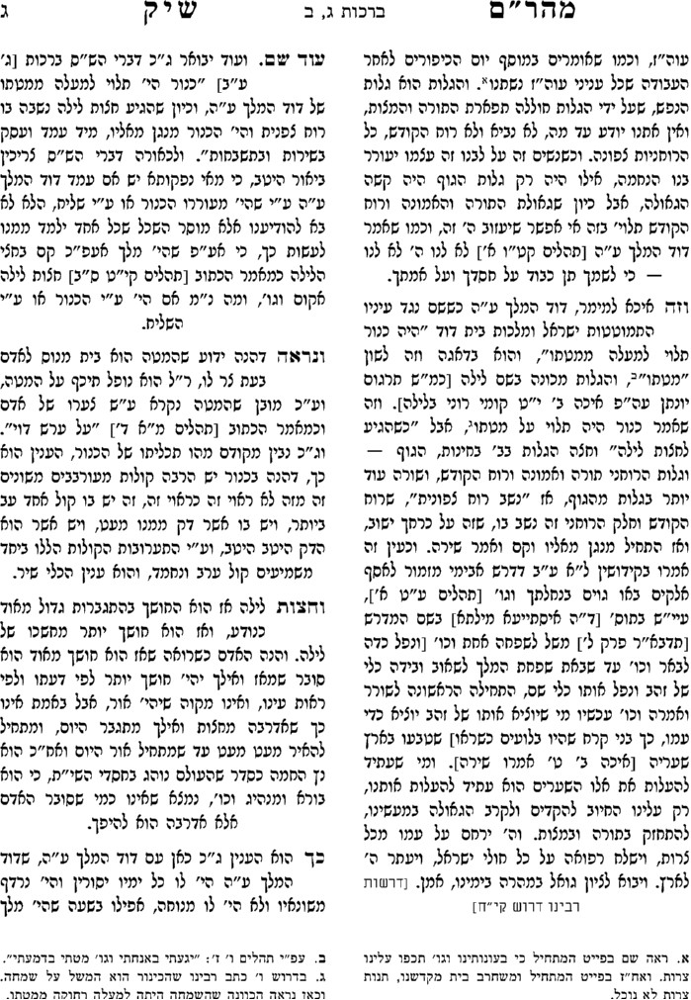 מהר״ם
ברכות ג, ב
שיק
ג
עוה״ז, וכמו שאומרים במוסף יום הכיפורים לאחר
העבודה שכל עניני עוה״ז נשתנוא. והגלות הוא גלות
הנפש, שעל ידי הגלות חוללה תפארת התורה והמצות,
ואין אתנו יודע עד מה, לא נביא ולא רוח הקודש, כל
הרוחניות צפונה. וכשנשים זה על לבנו זה עצמו יעורר
בנו הנחמה, אילו היה רק גלות הגוף היה קשה
הגאולה, אבל כיון שגאולת התורה והאמונה ורוח
הקודש תלוי׳ בזה אי אפשר שיעזוב ה׳ זה, וכמו שאמר
דוד המלך ע״ה [תהלים קט״ו א׳] לא לנו ה׳ לא לנו
— כי לשמך תן כבוד על חסדך ועל אמתך.
וזה איכא למימר, דוד המלך ע״ה כששם נגד עיניו
התמוטטות ישראל ומלכות בית דוד ״היה כנור
תלוי למעלה ממטתו״, והוא בדאגה וזה לשון
״מטתו״ב, והגלות מכונה בשם לילה [כמ״ש תרגום
יונתן עה״פ איכה ב׳ י״ט קומי רוני בלילה]. וזה
שאמר כנור היה תלוי על מטתוג, אבל ״כשהגיע
לחצות לילה״ וחצה הגלות בב׳ בחינות, הגוף —
וגלות הרוחני תורה ואמונה ורוח הקודש, ושורה עוד
יותר בגלות מהגוף, אז ״נשב רוח צפונית״, שרוח
הקודש וחלק הרוחני זה נשב בו, שזה על כרחך ישוב,
ואז התחיל מנגן מאליו וקם ואמר שירה. וכעין זה
אמרו בקידושין ל״א ע״ב דדרש אבימי מזמור לאסף
אלקים באו גוים בנחלתך וגו׳ [תהלים ע״ט א׳],
עיי״ש בתוס׳ [ד״ה איסתייעא מילתא] בשם המדרש
[תדבא״ר פרק ל׳] משל לשפחה אחת וכו׳ [ונפל כדה
לבאר וכו׳ עד שבאת שפחת המלך לשאוב ובידה כלי
של זהב ונפל אותו כלי שם, התחילה הראשונה לשורר
ואמרה וכו׳ עכשיו מי שיוציא אותו של זהב יוציא כדי
עמו, כך בני קרח שהיו בלועים כשראו] שטבעו בארץ
שעריה [איכה ב׳ ט׳ אמרו שירה]. ומי שעתיד
להעלות את אלו השערים הוא עתיד להעלות אותנו,
רק עלינו החיוב להקדים ולקרב הגאולה במעשינו,
להתחזק בתורה ובמצות. וה׳ ירחם על עמו מכל
צרות, וישלח רפואה על כל חולי ישראל, ויעתר ה׳
לארץ. ויבוא לציון גואל במהרה בימינו, אמן. [דרשות
רבינו דרוש קי״ח]
עוד שם. ועוד יבואר ג״כ דברי הש״ס ברכות [ג׳
ע״ב] ״כנור הי׳ תלוי למעלה ממטתו
של דוד המלך ע״ה, וכיון שהגיע חצות לילה נשבה בו
רוח צפנית והי׳ הכנור מנגן מאליו, מיד עמד ועסק
בשירות ובתשבחות״. ולכאורה דברי הש״ס צריכין
ביאור היטב, כי מאי נפקותא יש אם עמד דוד המלך
ע״ה ע״י שהי׳ מעוררו הכנור או ע״י שליח, הלא לא
בא להודיענו אלא מוסר השכל שכל אחד ילמד ממנו
לעשות כך, כי אע״פ שהי׳ מלך אעפ״כ קם בחצי
הלילה כמאמר הכתוב [תהלים קי״ט ס״ב] חצות לילה
אקום וגו׳, ומה נ״מ אם הי׳ ע״י הכנור או ע״י
השליח.
ונראה דהנה ידוע שהמטה הוא בית מנוס לאדם
בעת צר לו, ר״ל הוא נופל תיכף על המטה,
וע״כ מובן שהמטה נקרא ע״ש צערו של אדם
וכמאמר הכתוב [תהלים מ״א ד׳] ״על ערש דוי״.
וג״כ נבין מקודם מהו תכליתו של הכנור, הענין הוא
כך, דהנה בכנור יש הרבה קולות מעורבבים משונים
זה מזה לא ראוי זה כראוי זה, זה יש בו קול אחד עב
ביותר, ויש בו אשר דק ממנו מעט, ויש אשר הוא
הדק היטב היטב, וע״י התערובות הקולות הללו ביחד
משמיעים קול ערב ונחמד, והוא ענין הכלי שיר.
וחצות לילה אז הוא החושך בהתגברות גדול מאוד
כנודע, ואז הוא חושך יותר מחשכו של
לילה. והנה האדם כשרואה שאז הוא חושך מאוד הוא
סובר שמאז ואילך יהי׳ חושך יותר לפי דעתו ולפי
ראות עינו, ואינו מקוה שיהי׳ אור, אבל באמת אינו
כך שאדרבה מחצות ואילך מתגבר היום, ומתחיל
להאיר מעט מעט עד שמתחיל אור היום ואח״כ הוא
נץ החמה כסדר שהעולם נוהג בחסדי השי״ת, כי הוא
בורא ומנהיג וכו׳, נמצא שאינו כמי שסובר האדם
אלא אדרבה הוא להיפך.
כך הוא הענין ג״כ כאן עם דוד המלך ע״ה, שדוד
המלך ע״ה הי׳ לו כל ימיו יסורין והי׳ נרדף
משונאיו ולא הי׳ לו מנוחה, אפילו בשעה שהי׳ מלך
א. ראה שם בפייט המתחיל כי בעונותינו וגו׳ תכפו עלינו
צרות. ואח״ז בפייט המתחיל ומשחרב בית מקדשנו, תנות
צרות לא נוכל.
ב. עפ״י תהלים ו׳ ז׳: ״יגעתי באנחתי וגו׳ מטתי בדמעתי״.
ג. בדרוש ו׳ כתב רבינו שהכינור הוא המשל על שמחה.
וכאן נראה הכוונה שהשמחה היתה למעלה רחוקה ממטתו.